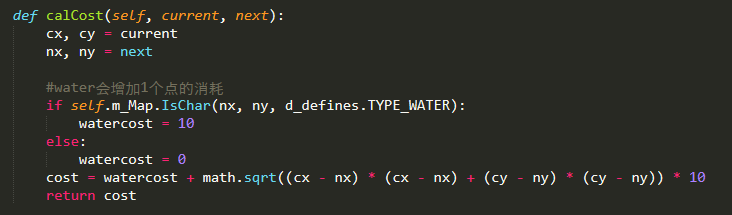 def calCost(self, current, next):
cx, cy = current
nx, ny = next
#water会增加1个点的消耗
if self.m_Map.IsChar(nx, ny, d_defines.TYPE_WATER):
watercost = 10
else:
watercost = 0
cost = watercost + math.sqrt((cx - nx) * (cx - nx) + (cy - ny) * (cy - ny)) * 10
return cost